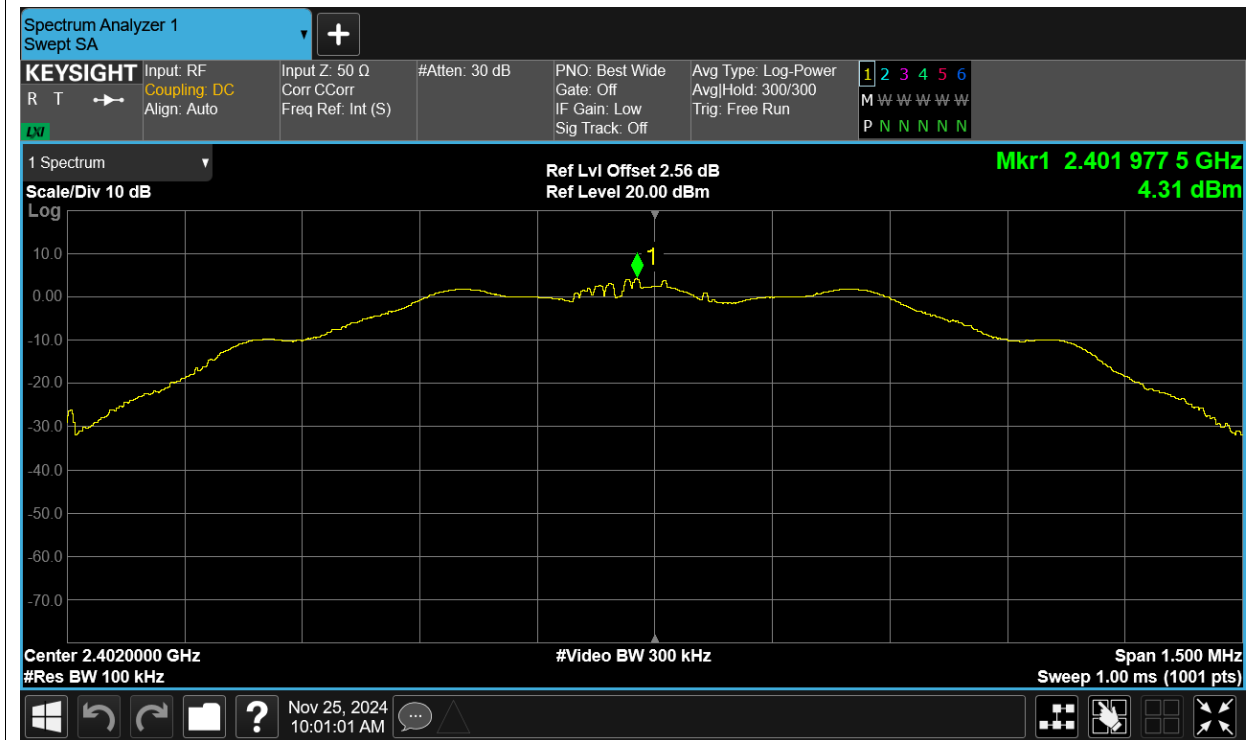 Spectrum Analyzer 1
Swept SA
KEYSIGHT
R T
LXI
Input: RF
Coupling: DC
Align: Auto
Input Z: 50 Ω
Corr CCorr
Freq Ref: Int (S)
#Atten: 30 dB
PNO: Best Wide
Gate: Off
IF Gain: Low
Sig Track: Off
Avg Type: Log-Power
Avg|Hold: 300/300
Trig: Free Run
1 2 3 4 5 6
M W W W W W
P N N N N N
1 Spectrum
Scale/Div 10 dB
Log
Ref Lvl Offset 2.56 dB
Ref Level 20.00 dBm
Mkr1 2.401 977 5 GHz
4.31 dBm
1
10.0
0.00
-10.0
-20.0
-30.0
-40.0
-50.0
-60.0
-70.0
Center 2.4020000 GHz
#Res BW 100 kHz
#Video BW 300 kHz
Span 1.500 MHz
Sweep 1.00 ms (1001 pts)
?
Nov 25, 2024
10:01:01 AM